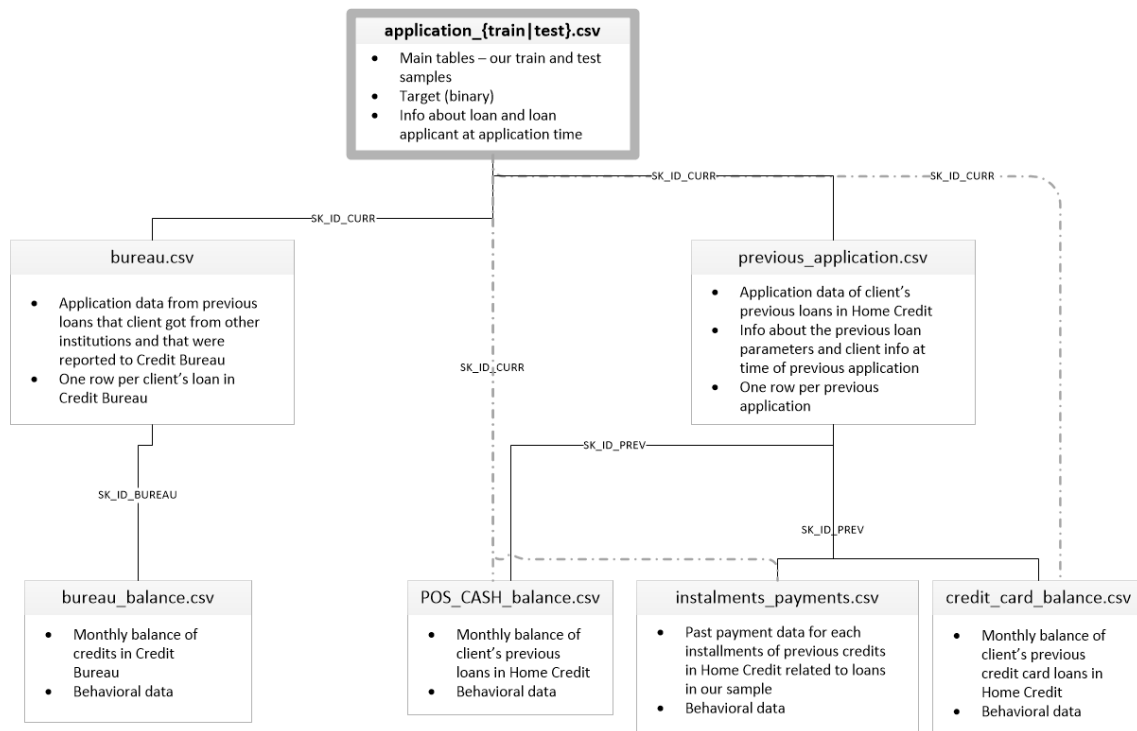 application_{train|test}.csv
• Main tables – our train and test
samples
• Target (binary)
• Info about loan and loan
applicant at application time
SK_ID_CURR
SK_ID_CURR
SK_ID_CURR
bureau.csv
• Application data from previous
loans that client got from other
institutions and that were
reported to Credit Bureau
• One row per client's loan in
Credit Bureau
previous_application.csv
• Application data of client's
previous loans in Home Credit
• Info about the previous loan
parameters and client info at
time of previous application
• One row per previous
application
SK_ID_CURR
SK_ID_PREV
SK_ID_BUREAU
SK_ID_PREV
bureau_balance.csv
• Monthly balance of
credits in Credit
Bureau
• Behavioral data
POS_CASH_balance.csv
• Monthly balance of
client's previous
loans in Home Credit
• Behavioral data
instalments_payments.csv
• Past payment data for each
installments of previous credits
in Home Credit related to loans
in our sample
• Behavioral data
credit_card_balance.csv
• Monthly balance of
client's previous
credit card loans in
Home Credit
• Behavioral data